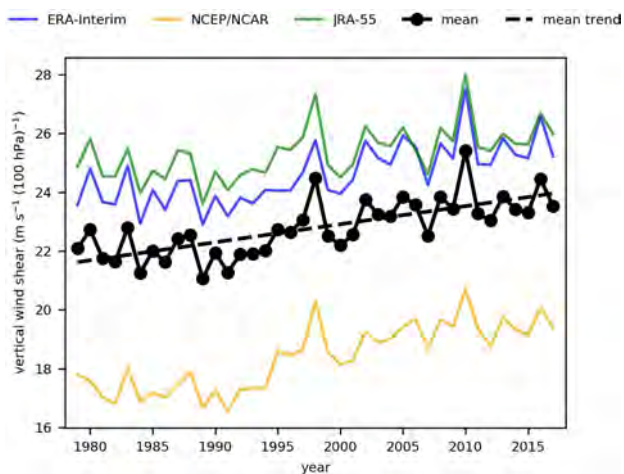 ERA-Interim NCEP/NCAR JRA-55 mean mean trend
28
26
24
22
20
18
16
vertical wind shear (m s⁻¹ (100 hPa)⁻¹)
1980 1985 1990 1995 2000 2005 2010 2015
year